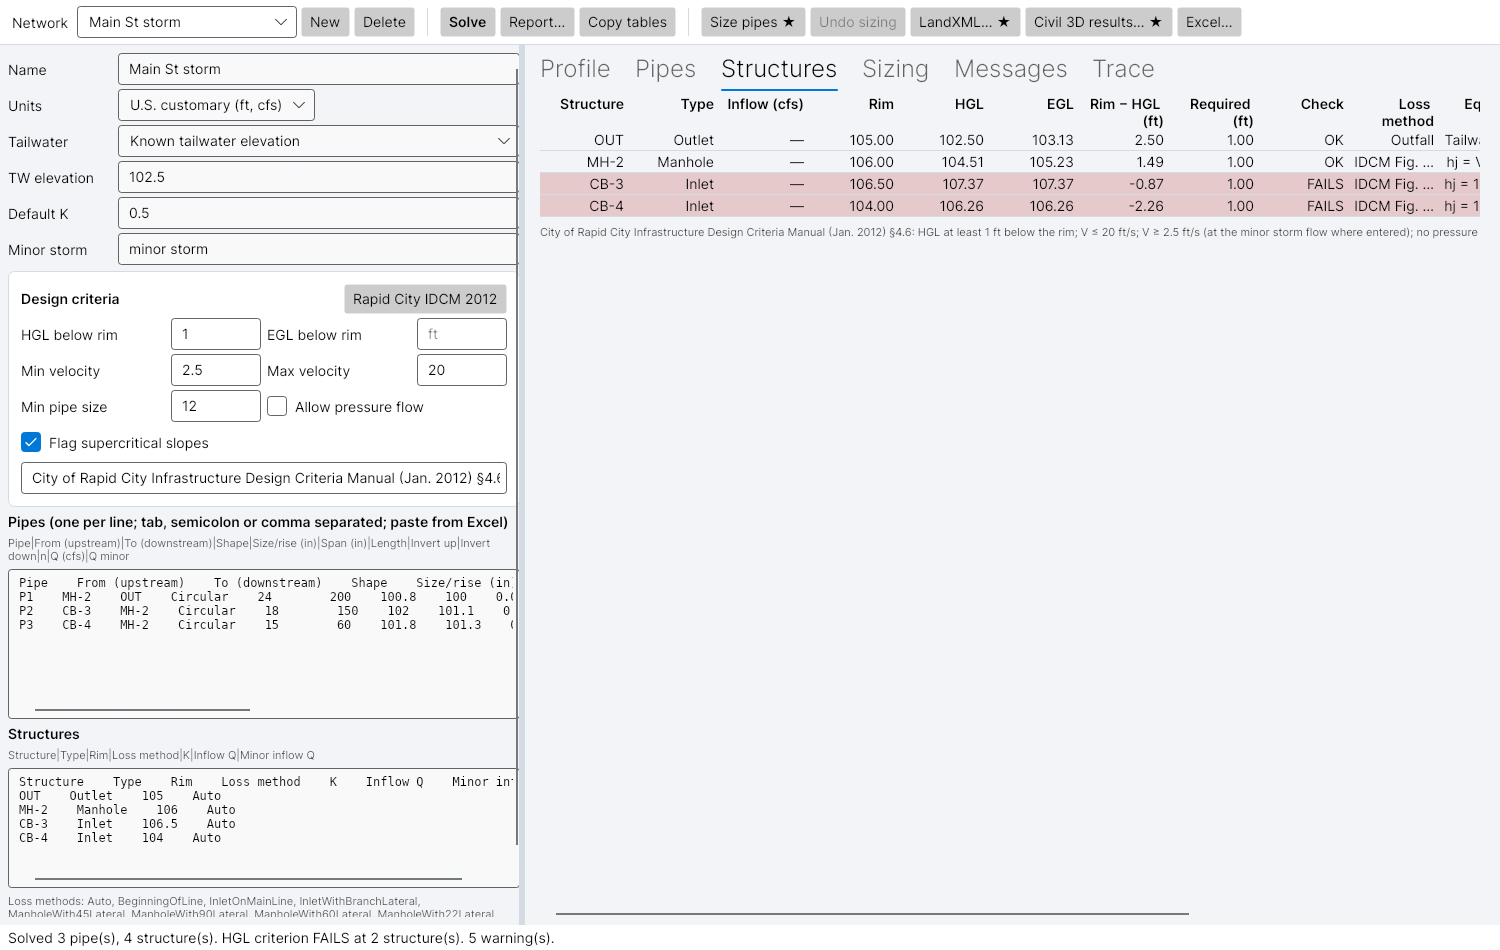 Network Main St storm New Delete Solve Report... Copy tables Size pipes ★ Undo sizing LandXML... ★ Civil 3D results... ★ Excel...
Name Main St storm
Units U.S. customary (ft, cfs)
Tailwater Known tailwater elevation
TW elevation 102.5
Default K 0.5
Minor storm minor storm
Design criteria Rapid City IDCM 2012
HGL below rim 1 EGL below rim ft
Min velocity 2.5 Max velocity 20
Min pipe size 12 Allow pressure flow
Flag supercritical slopes
City of Rapid City Infrastructure Design Criteria Manual (Jan. 2012) §4.6
Pipes (one per line; tab, semicolon or comma separated; paste from Excel)
Pipe|From (upstream)|To (downstream)|Shape|Size/rise (in)|Span (in)|Length|Invert up|Invert
down|n|Q (cfs)|Q minor
Pipe From (upstream) To (downstream) Shape Size/rise (in)
P1 MH-2 OUT Circular 24 200 100.8 100 0.0
P2 CB-3 MH-2 Circular 18 150 102 101.1 0
P3 CB-4 MH-2 Circular 15 60 101.8 101.3
Structures
Structure|Type|Rim|Loss method|K|Inflow Q|Minor inflow Q
Structure Type Rim Loss method K Inflow Q Minor inf
OUT Outlet 105 Auto
MH-2 Manhole 106 Auto
CB-3 Inlet 106.5 Auto
CB-4 Inlet 104 Auto
Loss methods: Auto, BeginningOfLine, InletOnMainLine, InletWithBranchLateral,
ManholeWith45Lateral, ManholeWith90Lateral, ManholeWith60Lateral, ManholeWith22Lateral
Profile Pipes Structures Sizing Messages Trace
Structure Type Inflow (cfs) Rim HGL EGL Rim − HGL (ft) Required (ft) Check Loss method Eq
OUT Outlet — 105.00 102.50 103.13 2.50 1.00 OK Outfall Tailw
MH-2 Manhole — 106.00 104.51 105.23 1.49 1.00 OK IDCM Fig. ... hj = V
CB-3 Inlet — 106.50 107.37 107.37 -0.87 1.00 FAILS IDCM Fig. ... hj = 1
CB-4 Inlet — 104.00 106.26 106.26 -2.26 1.00 FAILS IDCM Fig. ... hj = 1
City of Rapid City Infrastructure Design Criteria Manual (Jan. 2012) §4.6: HGL at least 1 ft below the rim; V ≤ 20 ft/s; V ≥ 2.5 ft/s (at the minor storm flow where entered); no pressure
Solved 3 pipe(s), 4 structure(s). HGL criterion FAILS at 2 structure(s). 5 warning(s).